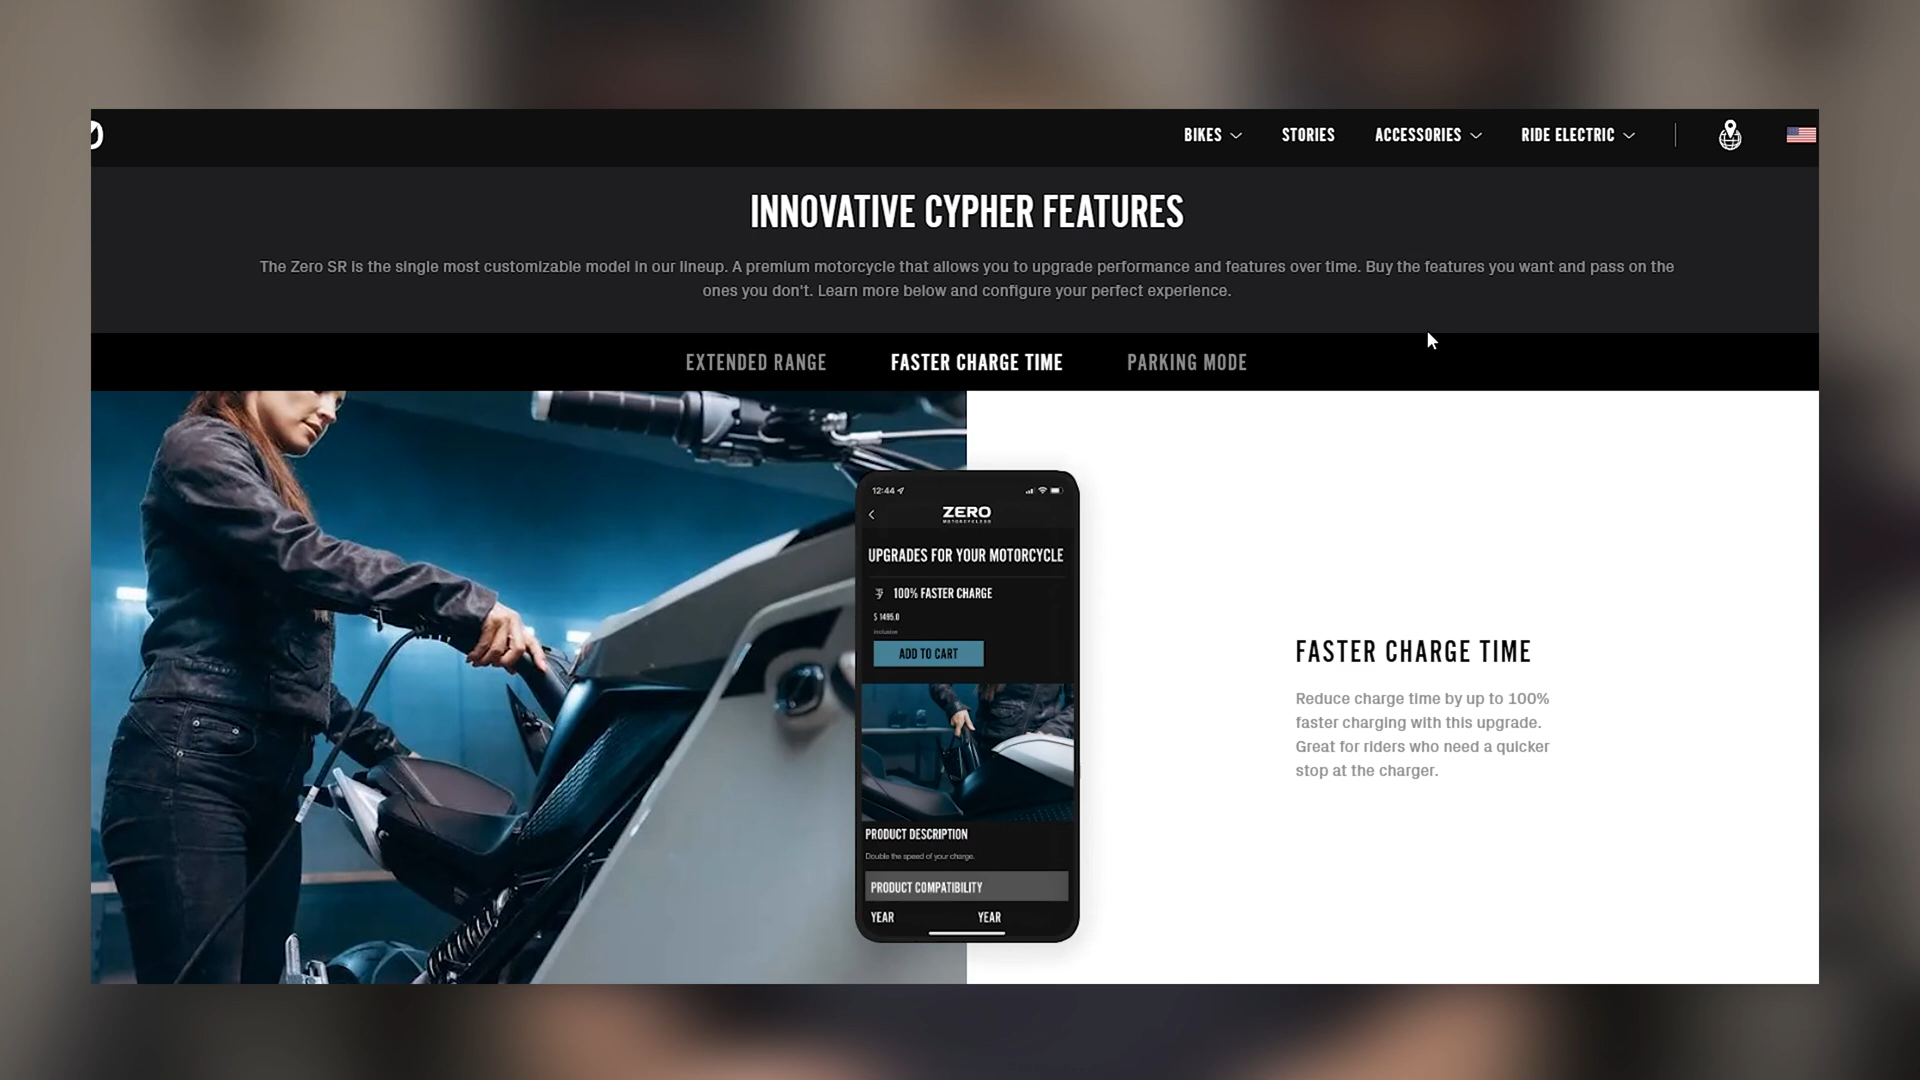 BIKES STORIES ACCESSORIES RIDE ELECTRIC
INNOVATIVE CYPHER FEATURES
The Zero SR is the single most customizable model in our lineup. A premium motorcycle that allows you to upgrade performance and features over time. Buy the features you want and pass on the
ones you don't. Learn more below and configure your perfect experience.
EXTENDED RANGE FASTER CHARGE TIME PARKING MODE
12:44
ZERO
MOTORCYCLES
UPGRADES FOR YOUR MOTORCYCLE
100% FASTER CHARGE
$ 1495.0
Inclusive
ADD TO CART
PRODUCT DESCRIPTION
Double the speed of your charge.
PRODUCT COMPATIBILITY
YEAR YEAR
FASTER CHARGE TIME
Reduce charge time by up to 100%
faster charging with this upgrade.
Great for riders who need a quicker
stop at the charger.